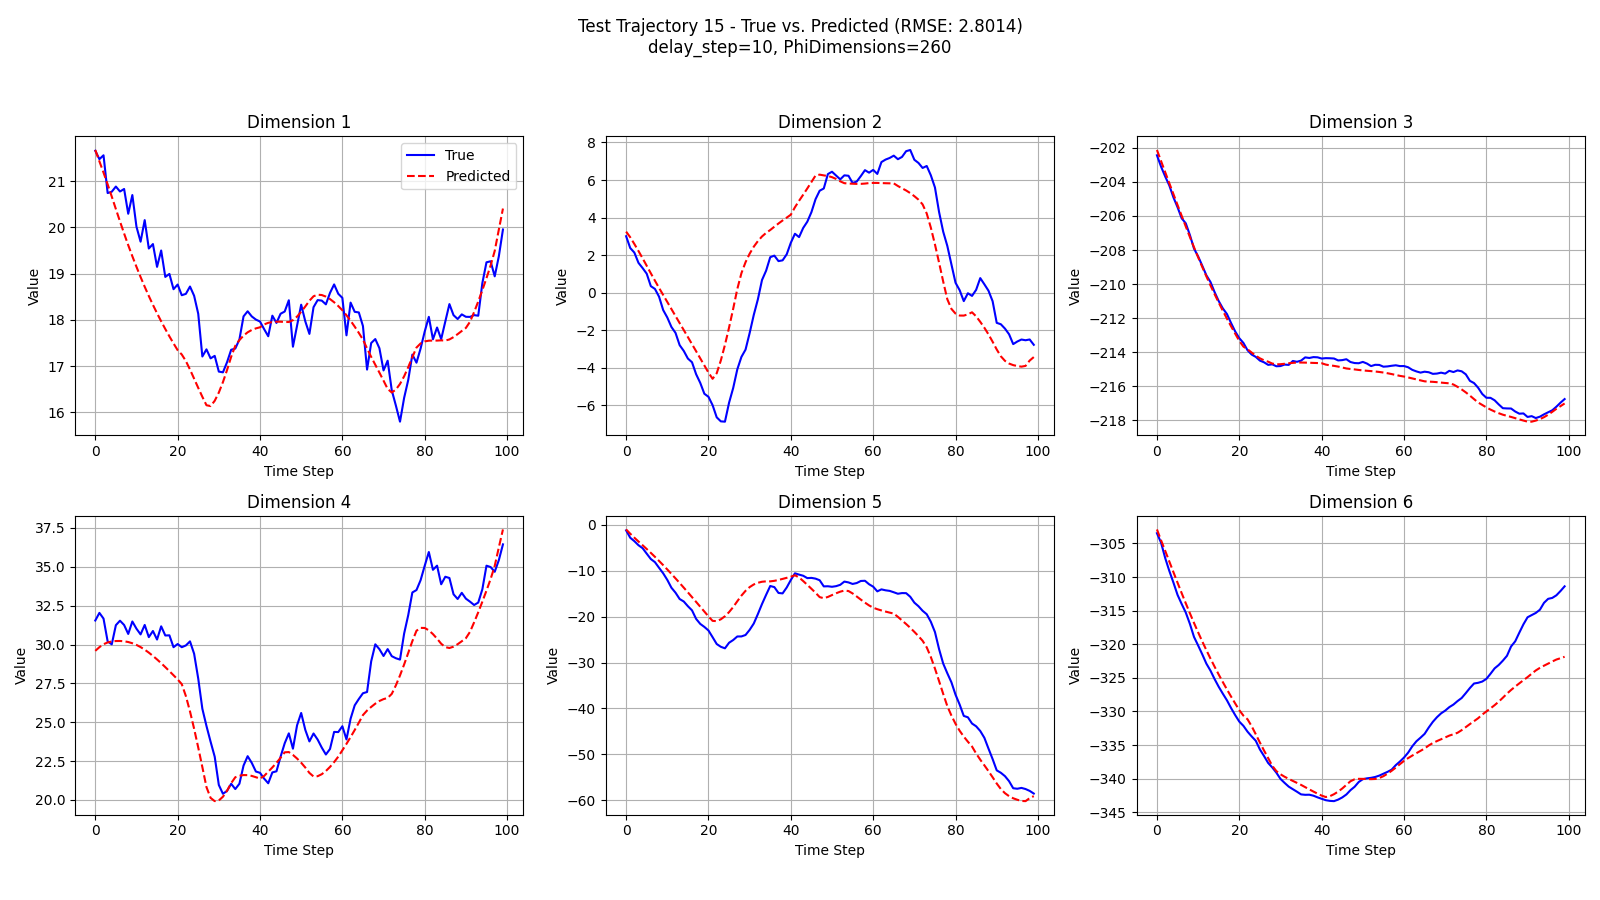 Test Trajectory 15 - True vs. Predicted (RMSE: 2.8014)
delay_step=10, PhiDimensions=260
Dimension 1
True
Predicted
Value
21
20
19
18
17
16
0 20 40 60 80 100
Time Step
Dimension 2
Value
8
6
4
2
0
−2
−4
−6
0 20 40 60 80 100
Time Step
Dimension 3
Value
−202
−204
−206
−208
−210
−212
−214
−216
−218
0 20 40 60 80 100
Time Step
Dimension 4
Value
37.5
35.0
32.5
30.0
27.5
25.0
22.5
20.0
0 20 40 60 80 100
Time Step
Dimension 5
Value
0
−10
−20
−30
−40
−50
−60
0 20 40 60 80 100
Time Step
Dimension 6
Value
−305
−310
−315
−320
−325
−330
−335
−340
−345
0 20 40 60 80 100
Time Step